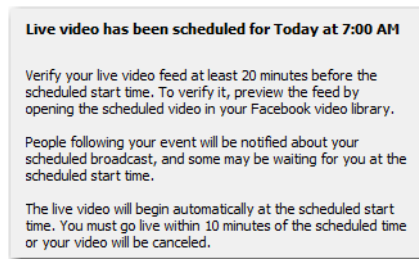 Live video has been scheduled for Today at 7:00 AM
Verify your live video feed at least 20 minutes before the
scheduled start time. To verify it, preview the feed by
opening the scheduled video in your Facebook video library.
People following your event will be notified about your
scheduled broadcast, and some may be waiting for you at the
scheduled start time.
The live video will begin automatically at the scheduled start
time. You must go live within 10 minutes of the scheduled time
or your video will be canceled.